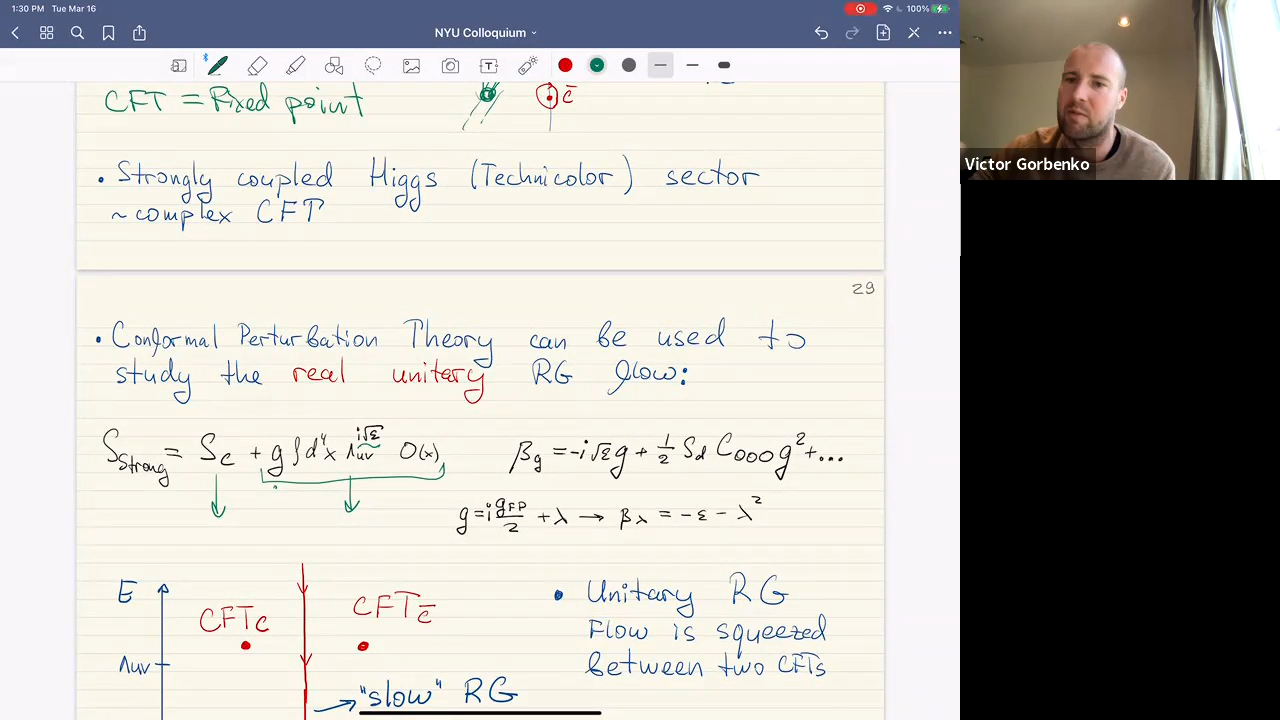 1:30 PM Tue Mar 16
100%
NYU Colloquium
CFT = Fixed point
C̄
• Strongly coupled Higgs (Technicolor) sector
~ complex CFT
Victor Gorbenko
29
• Conformal Perturbation Theory can be used to
study the real unitary RG flow:
S_Strong = S_C + g ∫ d⁴x Λ_UV^{i√ε} O(x)
β_g = -i√ε g + 1/2 S_d C_OOO g² + ...
g = i g_FP/2 + λ → β_λ = - ε - λ²
E
CFT_C
CFT_C̄
• Unitary RG
Flow is squeezed
between two CFTs
Λ_UV
"slow" RG